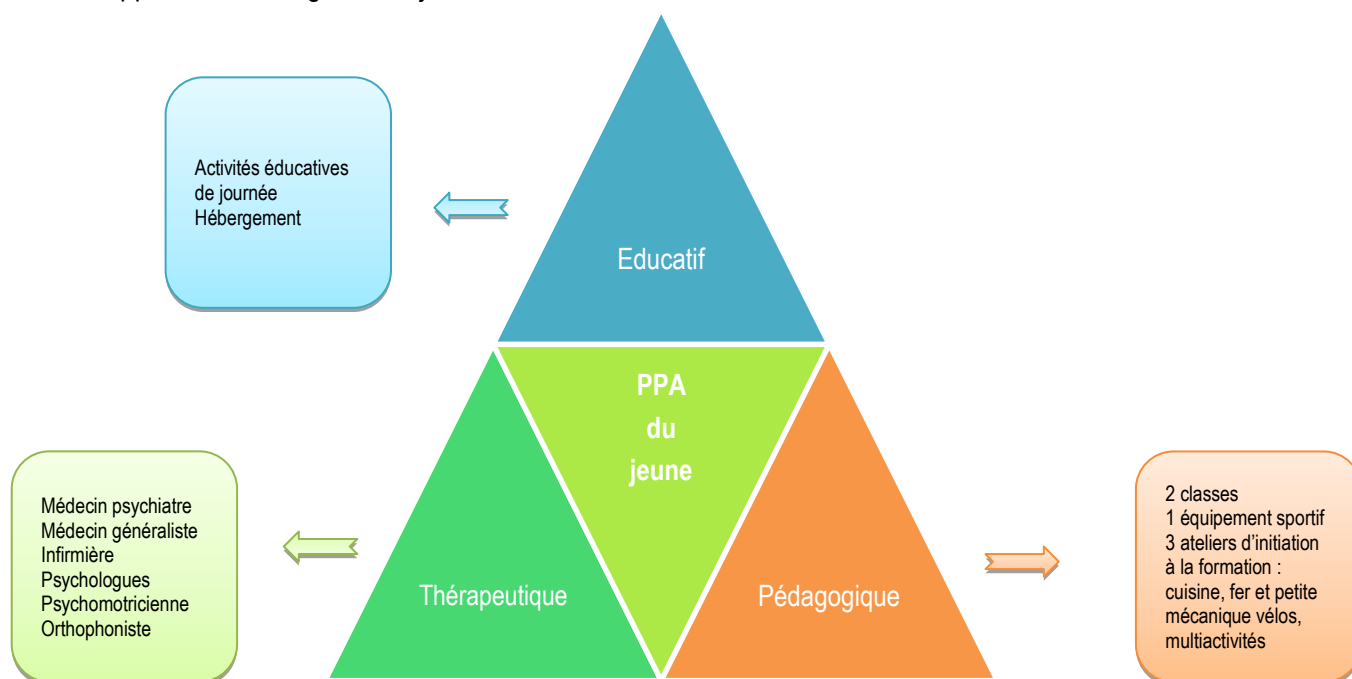 Activités éducatives
de journée
Hébergement
Educatif
PPA
du
jeune
Médecin psychiatre
Médecin généraliste
Infirmière
Psychologues
Psychomotricienne
Orthophoniste
Thérapeutique
Pédagogique
2 classes
1 équipement sportif
3 ateliers d'initiation
à la formation :
cuisine, fer et petite
mécanique vélos,
multiactivités